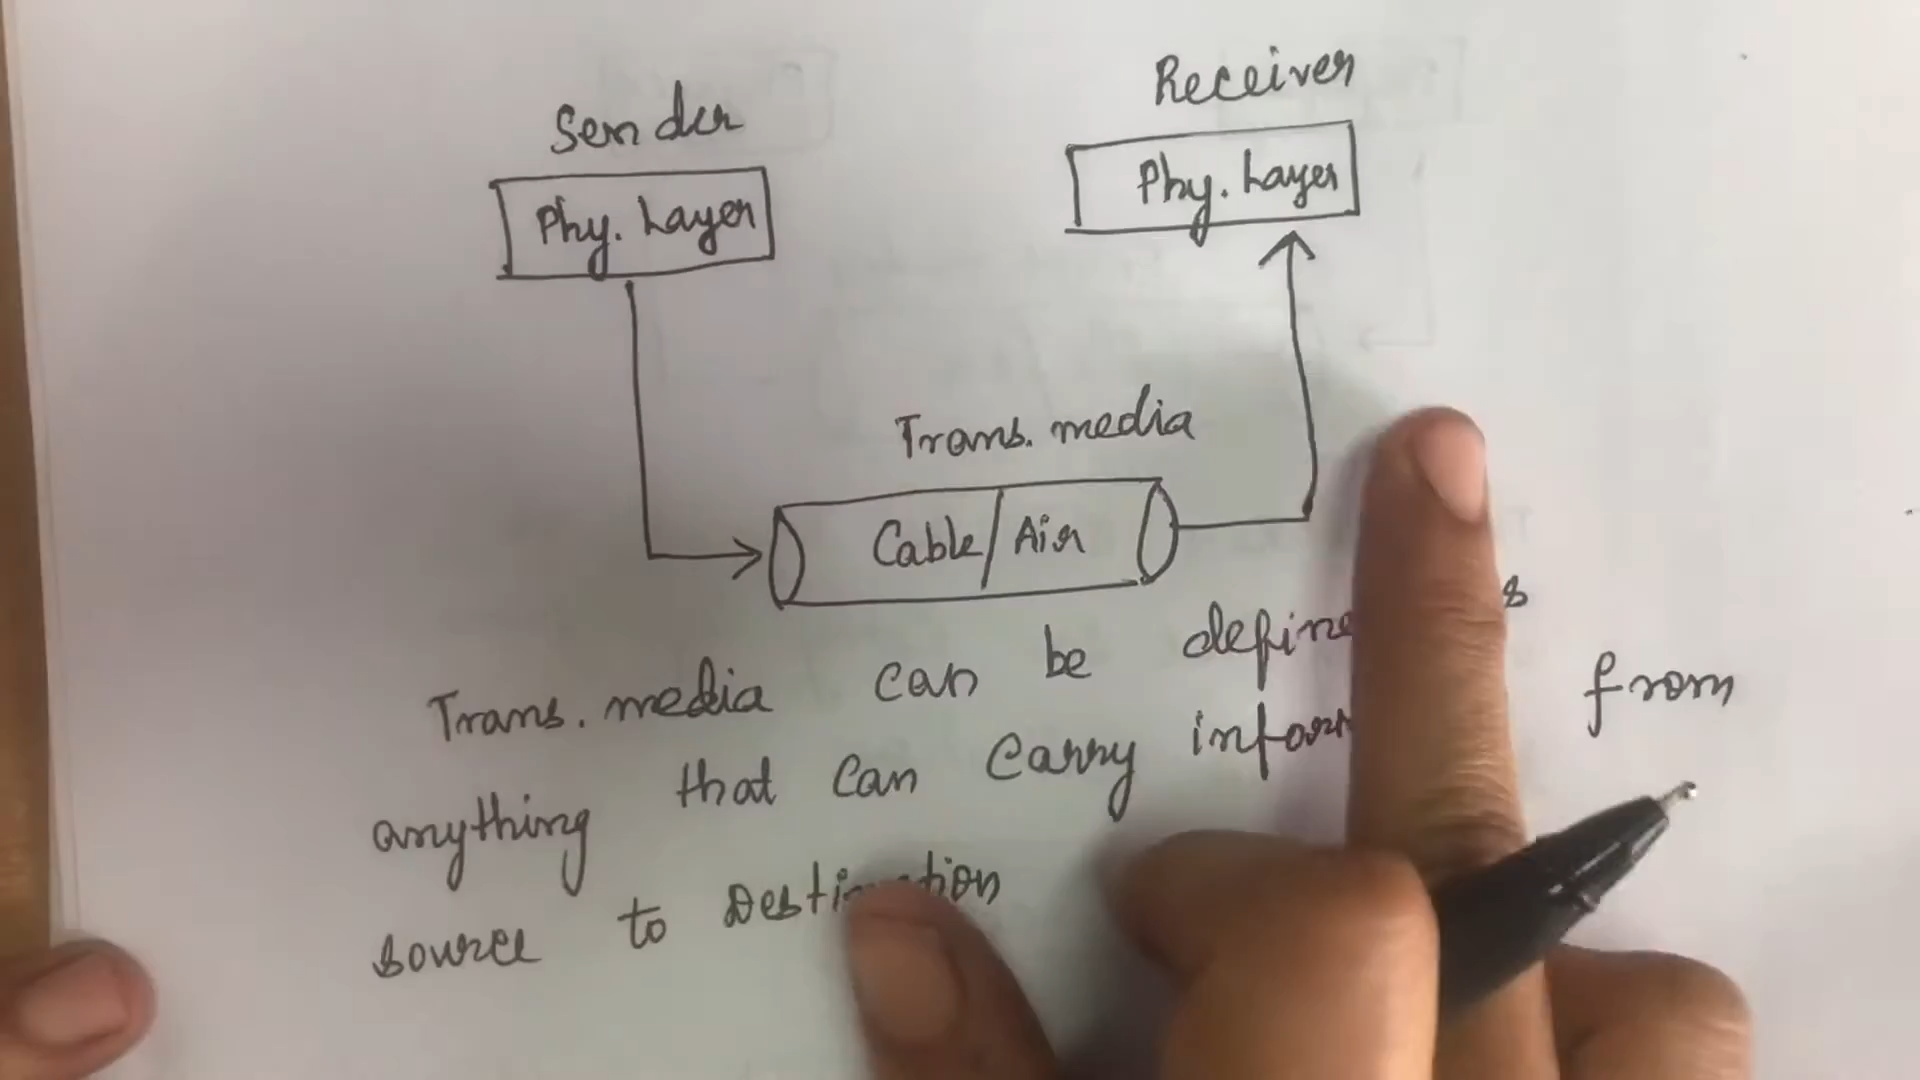 Sender
Receiver
Phy. Layer
Phy. Layer
Trans. media
Cable/Air
Trans. media can be
anything that can carry from
source to